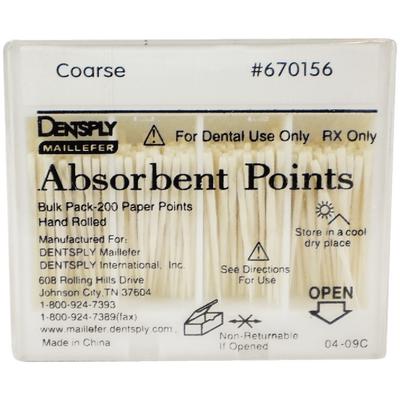 Coarse #670156
DENTSPLY
MAILLEFER
For Dental Use Only RX Only
Absorbent Points
Bulk Pack-200 Paper Points
Hand Rolled
Manufactured For:
DENTSPLY Maillefer
DENTSPLY International, Inc.
608 Rolling Hills Drive
Johnson City,TN 37604
1-800-924-7393
1-800-924-7389(fax)
www.maillefer.dentsply.com
Made in China
See Directions
For Use
Non-Returnable
If Opened
Store in a cool
dry place
OPEN
04-09C